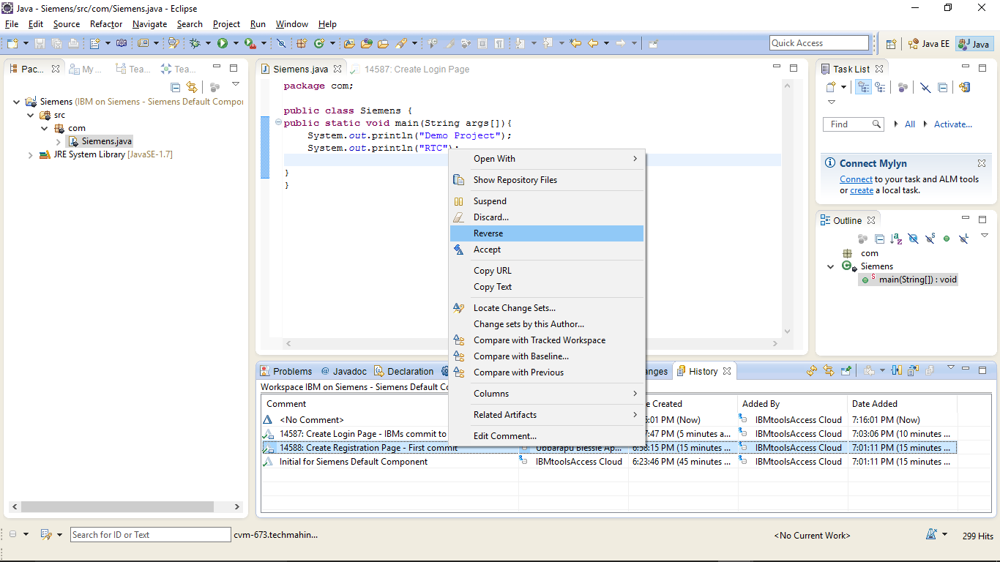 Java - Siemens/src/com/Siemens.java - Eclipse
File Edit Source Refactor Navigate Search Project Run Window Help
Quick Access
Java EE
Java
Pac...
My ...
Tea...
Tea...
Siemens (IBM on Siemens - Siemens Default Compor
src
com
Siemens.java
JRE System Library [JavaSE-1.7]
Siemens.java
14587: Create Login Page
package com;
public class Siemens {
public static void main(String args[]){
System.out.println("Demo Project");
System.out.println("RTC");
}
}
Open With
Show Repository Files
Suspend
Discard...
Reverse
Accept
Copy URL
Copy Text
Locate Change Sets...
Change sets by this Author...
Compare with Tracked Workspace
Compare with Baseline...
Compare with Previous
Columns
Related Artifacts
Edit Comment...
Task List
Find
All
Activate...
Connect Mylyn
Connect to your task and ALM tools
or create a local task.
Outline
com
Siemens
main(String[]) : void
Problems @ Javadoc Declaration anges History
Workspace IBM on Siemens - Siemens Default Co
Comment e Created Added By Date Added
<No Comment> 6:01 PM (Now) IBMtoolsAccess Cloud 7:16:01 PM (Now)
14587: Create Login Page - IBMs commit to 7:47 PM (5 minutes a... IBMtoolsAccess Cloud 7:03:06 PM (10 minutes ...
14588: Create Registration Page - First commit Ubbarapu Blessie Ap... 6:58:15 PM (15 minutes ... IBMtoolsAccess Cloud 7:01:11 PM (15 minutes ...
Initial for Siemens Default Component IBMtoolsAccess Cloud 6:23:46 PM (45 minutes ... IBMtoolsAccess Cloud 7:01:11 PM (15 minutes ...
Search for ID or Text
cvm-673.techmahin...
<No Current Work>
299 Hits